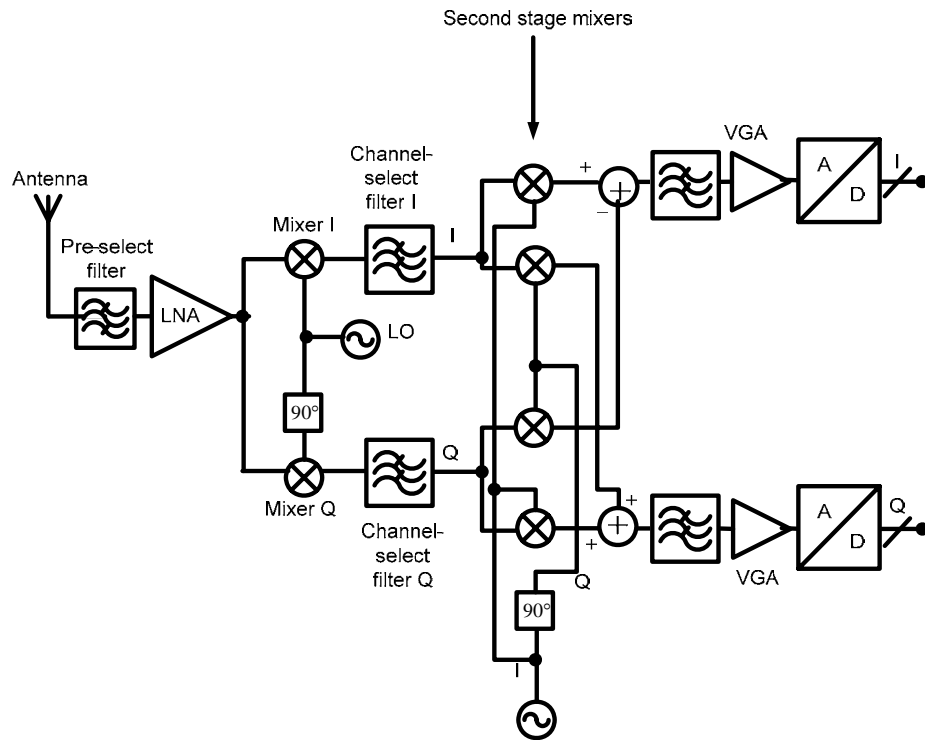 Second stage mixers
VGA
Channel-
select
filter I
A
D
I
+
+
–
Antenna
Mixer I
I
Pre-select
filter
LNA
LO
90°
Q
Mixer Q
Channel-
select
filter Q
+
+
+
A
D
Q
VGA
Q
90°
I